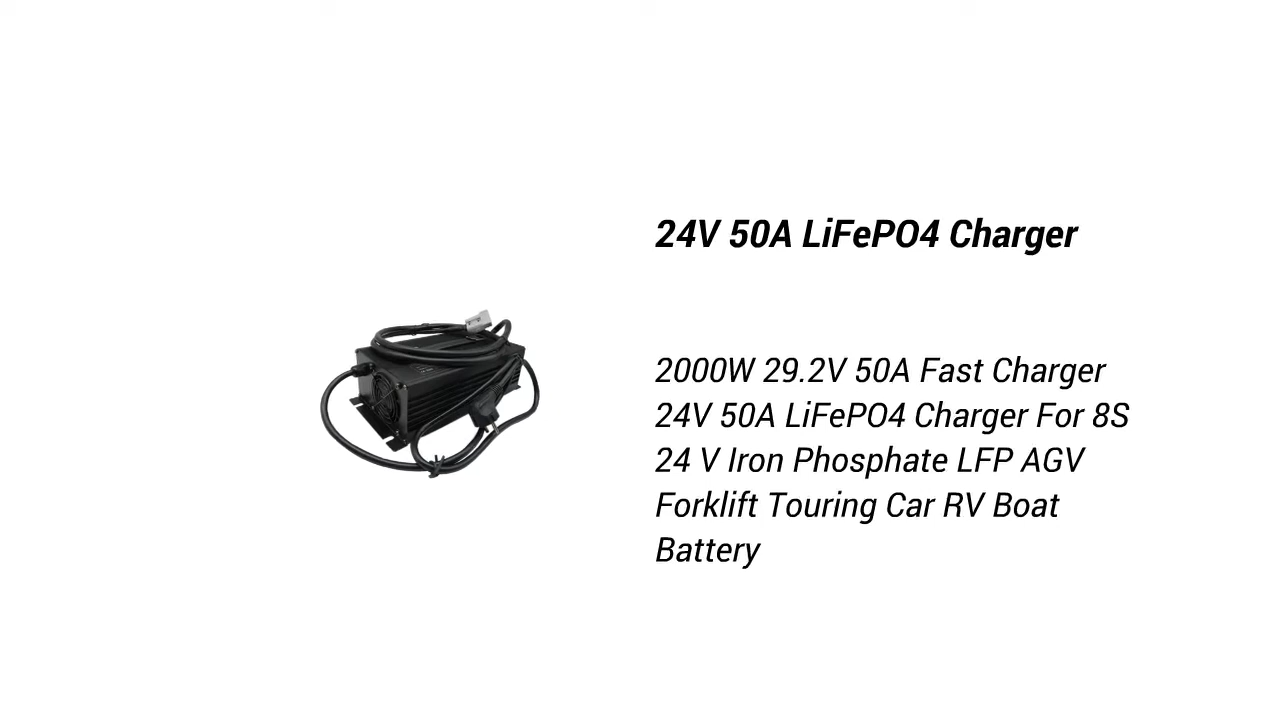 24V 50A LiFePO4 Charger
2000W 29.2V 50A Fast Charger
24V 50A LiFePO4 Charger For 8S
24 V Iron Phosphate LFP AGV
Forklift Touring Car RV Boat
Battery